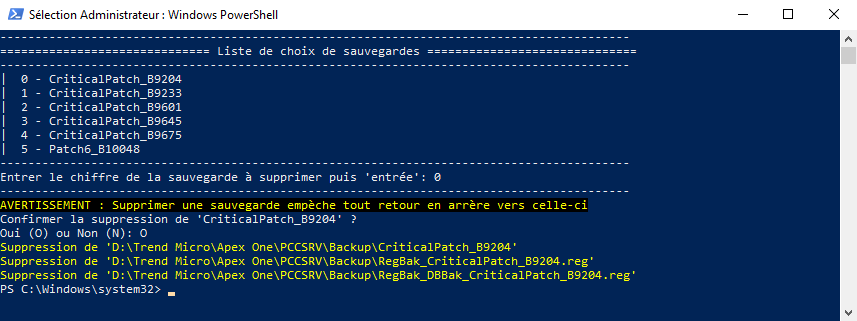 Sélection Administrateur : Windows PowerShell
------------------------------------------------------------------------------------------
============================== Liste de choix de sauvegardes ==============================
------------------------------------------------------------------------------------------
|  0 - CriticalPatch_B9204
|  1 - CriticalPatch_B9233
|  2 - CriticalPatch_B9601
|  3 - CriticalPatch_B9645
|  4 - CriticalPatch_B9675
|  5 - Patch6_B10048
------------------------------------------------------------------------------------------
Entrer le chiffre de la sauvegarde à supprimer puis 'entrée': 0
------------------------------------------------------------------------------------------
AVERTISSEMENT : Supprimer une sauvegarde empèche tout retour en arrère vers celle-ci
Confirmer la suppression de 'CriticalPatch_B9204' ?
Oui (O) ou Non (N): O
Suppression de 'D:\Trend Micro\Apex One\PCCSRV\Backup\CriticalPatch_B9204'
Suppression de 'D:\Trend Micro\Apex One\PCCSRV\Backup\RegBak_CriticalPatch_B9204.reg'
Suppression de 'D:\Trend Micro\Apex One\PCCSRV\Backup\RegBak_DBBak_CriticalPatch_B9204.reg'
PS C:\Windows\system32>